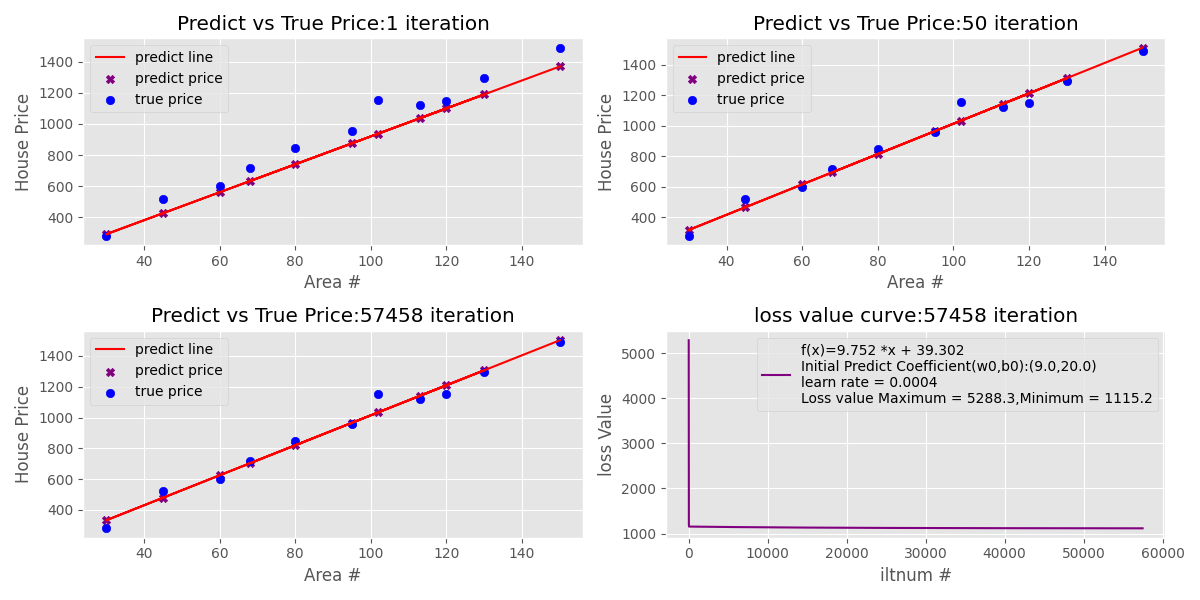 Predict vs True Price:1 iteration
predict line
predict price
true price
House Price
1400
1200
1000
800
600
400
40 60 80 100 120 140
Area #
Predict vs True Price:50 iteration
predict line
predict price
true price
House Price
1400
1200
1000
800
600
400
40 60 80 100 120 140
Area #
Predict vs True Price:57458 iteration
predict line
predict price
true price
House Price
1400
1200
1000
800
600
400
40 60 80 100 120 140
Area #
loss value curve:57458 iteration
f(x)=9.752 *x + 39.302
Initial Predict Coefficient(w0,b0):(9.0,20.0)
learn rate = 0.0004
Loss value Maximum = 5288.3,Minimum = 1115.2
loss Value
5000
4000
3000
2000
1000
0 10000 20000 30000 40000 50000 60000
iltnum #